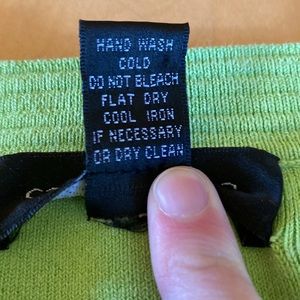 HAND WASH
COLD
DO NOT BLEACH
FLAT DRY
COOL IRON
IF NECESSARY
OR DRY CLEAN